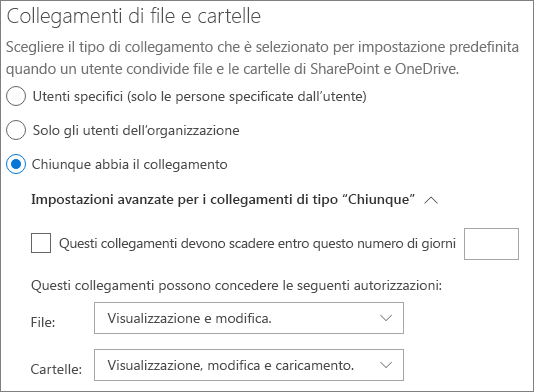 Collegamenti di file e cartelle
Scegliere il tipo di collegamento che è selezionato per impostazione predefinita
quando un utente condivide file e le cartelle di SharePoint e OneDrive.
Utenti specifici (solo le persone specificate dall'utente)
Solo gli utenti dell'organizzazione
Chiunque abbia il collegamento
Impostazioni avanzate per i collegamenti di tipo “Chiunque”
Questi collegamenti devono scadere entro questo numero di giorni
Questi collegamenti possono concedere le seguenti autorizzazioni:
File: Visualizzazione e modifica.
Cartelle: Visualizzazione, modifica e caricamento.